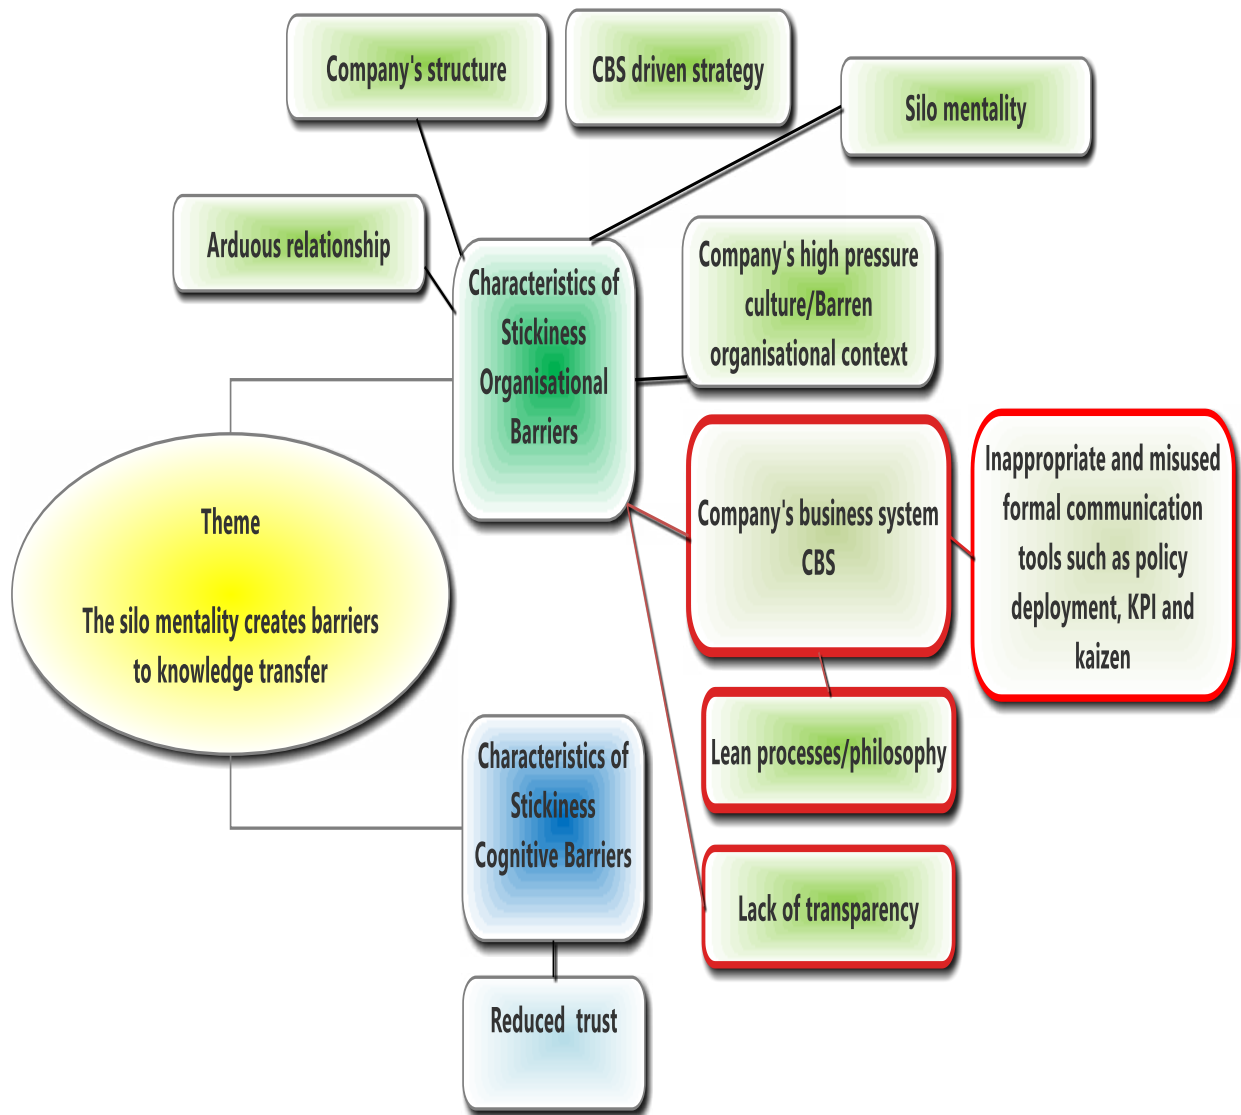 Company's structure
CBS driven strategy
Silo mentality
Arduous relationship
Characteristics of
Stickiness
Organisational
Barriers
Company's high pressure
culture/Barren
organisational context
Theme
The silo mentality creates barriers
to knowledge transfer
Company's business system
CBS
Inappropriate and misused
formal communication
tools such as policy
deployment, KPI and
kaizen
Lean processes/philosophy
Characteristics of
Stickiness
Cognitive Barriers
Lack of transparency
Reduced  trust